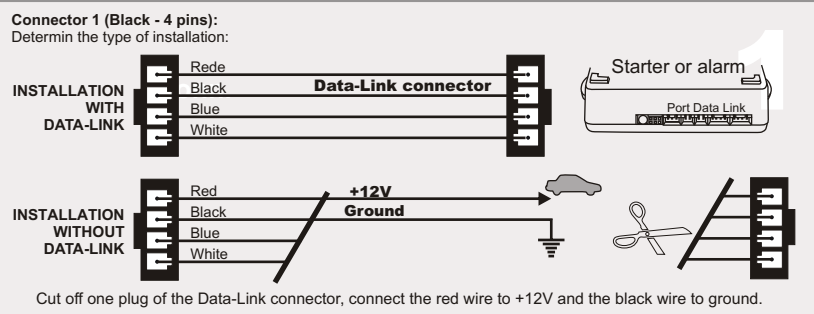 Connector 1 (Black - 4 pins):
Determin the type of installation:
1
INSTALLATION
WITH
DATA-LINK
Rede
Black
Blue
White
Data-Link connector
Starter or alarm
Port Data Link
INSTALLATION
WITHOUT
DATA-LINK
Red
Black
Blue
White
+12V
Ground
Cut off one plug of the Data-Link connector, connect the red wire to +12V and the black wire to ground.